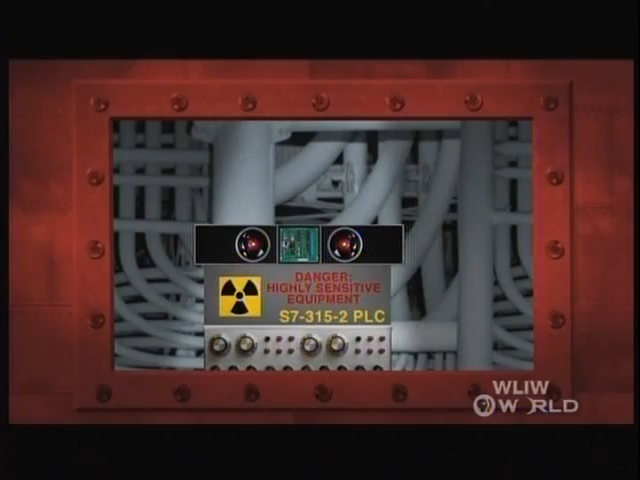 DANGER:
HIGHLY SENSITIVE
EQUIPMENT
S7-315-2 PLC
WLIW
WORLD